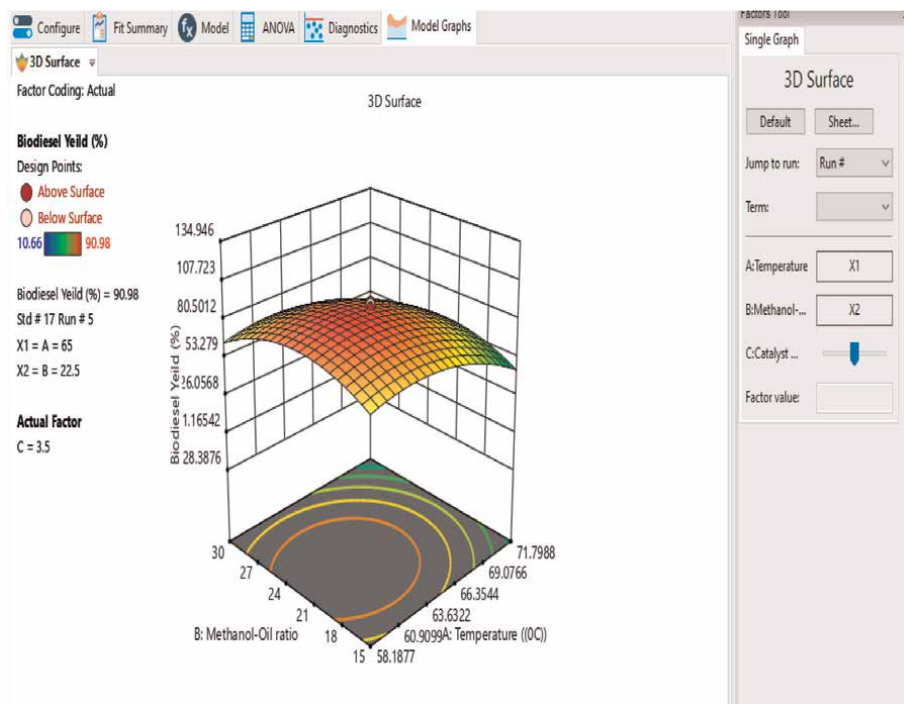 Configure Fit Summary Model ANOVA Diagnostics Model Graphs
3D Surface
Factor Coding: Actual
3D Surface
Biodiesel Yeild (%)
Design Points:
Above Surface
Below Surface
10.66 90.98
Biodiesel Yeild (%) = 90.98
Std # 17 Run # 5
X1 = A = 65
X2 = B = 22.5
Actual Factor
C = 3.5
Biodiesel Yeild (%)
134.946
107.723
80.5012
53.279
26.0568
1.16542
28.3876
30
27
24
21
18
15
B: Methanol-Oil ratio
71.7988
69.0766
66.3544
63.6322
60.9099
58.1877
A: Temperature ((0C))
Factors Tool
Single Graph
3D Surface
Default Sheet...
Jump to run: Run #
Term:
A:Temperature X1
B:Methanol-... X2
C:Catalyst ...
Factor value: